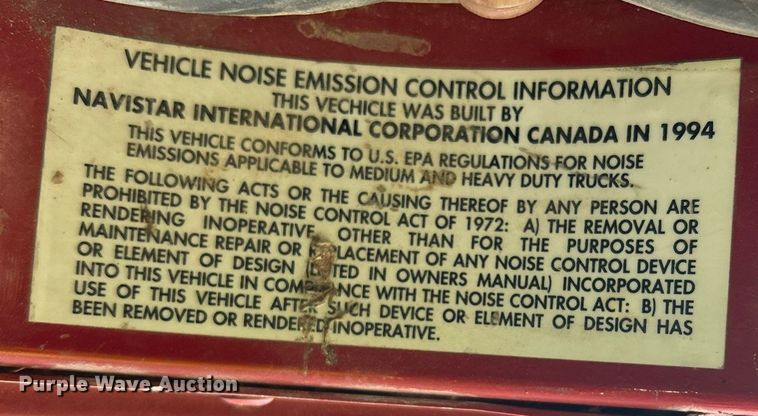 VEHICLE NOISE EMISSION CONTROL INFORMATION
THIS VECHICLE WAS BUILT BY
NAVISTAR INTERNATIONAL CORPORATION CANADA IN 1994
THIS VEHICLE CONFORMS TO U.S. EPA REGULATIONS FOR NOISE
EMISSIONS APPLICABLE TO MEDIUM AND HEAVY DUTY TRUCKS.
THE FOLLOWING ACTS OR THE CAUSING THEREOF BY ANY PERSON ARE
PROHIBITED BY THE NOISE CONTROL ACT OF 1972: A) THE REMOVAL OR
RENDERING INOPERATIVE, OTHER THAN FOR THE PURPOSES OF
MAINTENANCE REPAIR OR REPLACEMENT OF ANY NOISE CONTROL DEVICE
OR ELEMENT OF DESIGN (LISTED IN OWNERS MANUAL) INCORPORATED
INTO THIS VEHICLE IN COMPLIANCE WITH THE NOISE CONTROL ACT: B) THE
USE OF THIS VEHICLE AFTER SUCH DEVICE OR ELEMENT OF DESIGN HAS
BEEN REMOVED OR RENDERED INOPERATIVE.
Purple Wave Auction